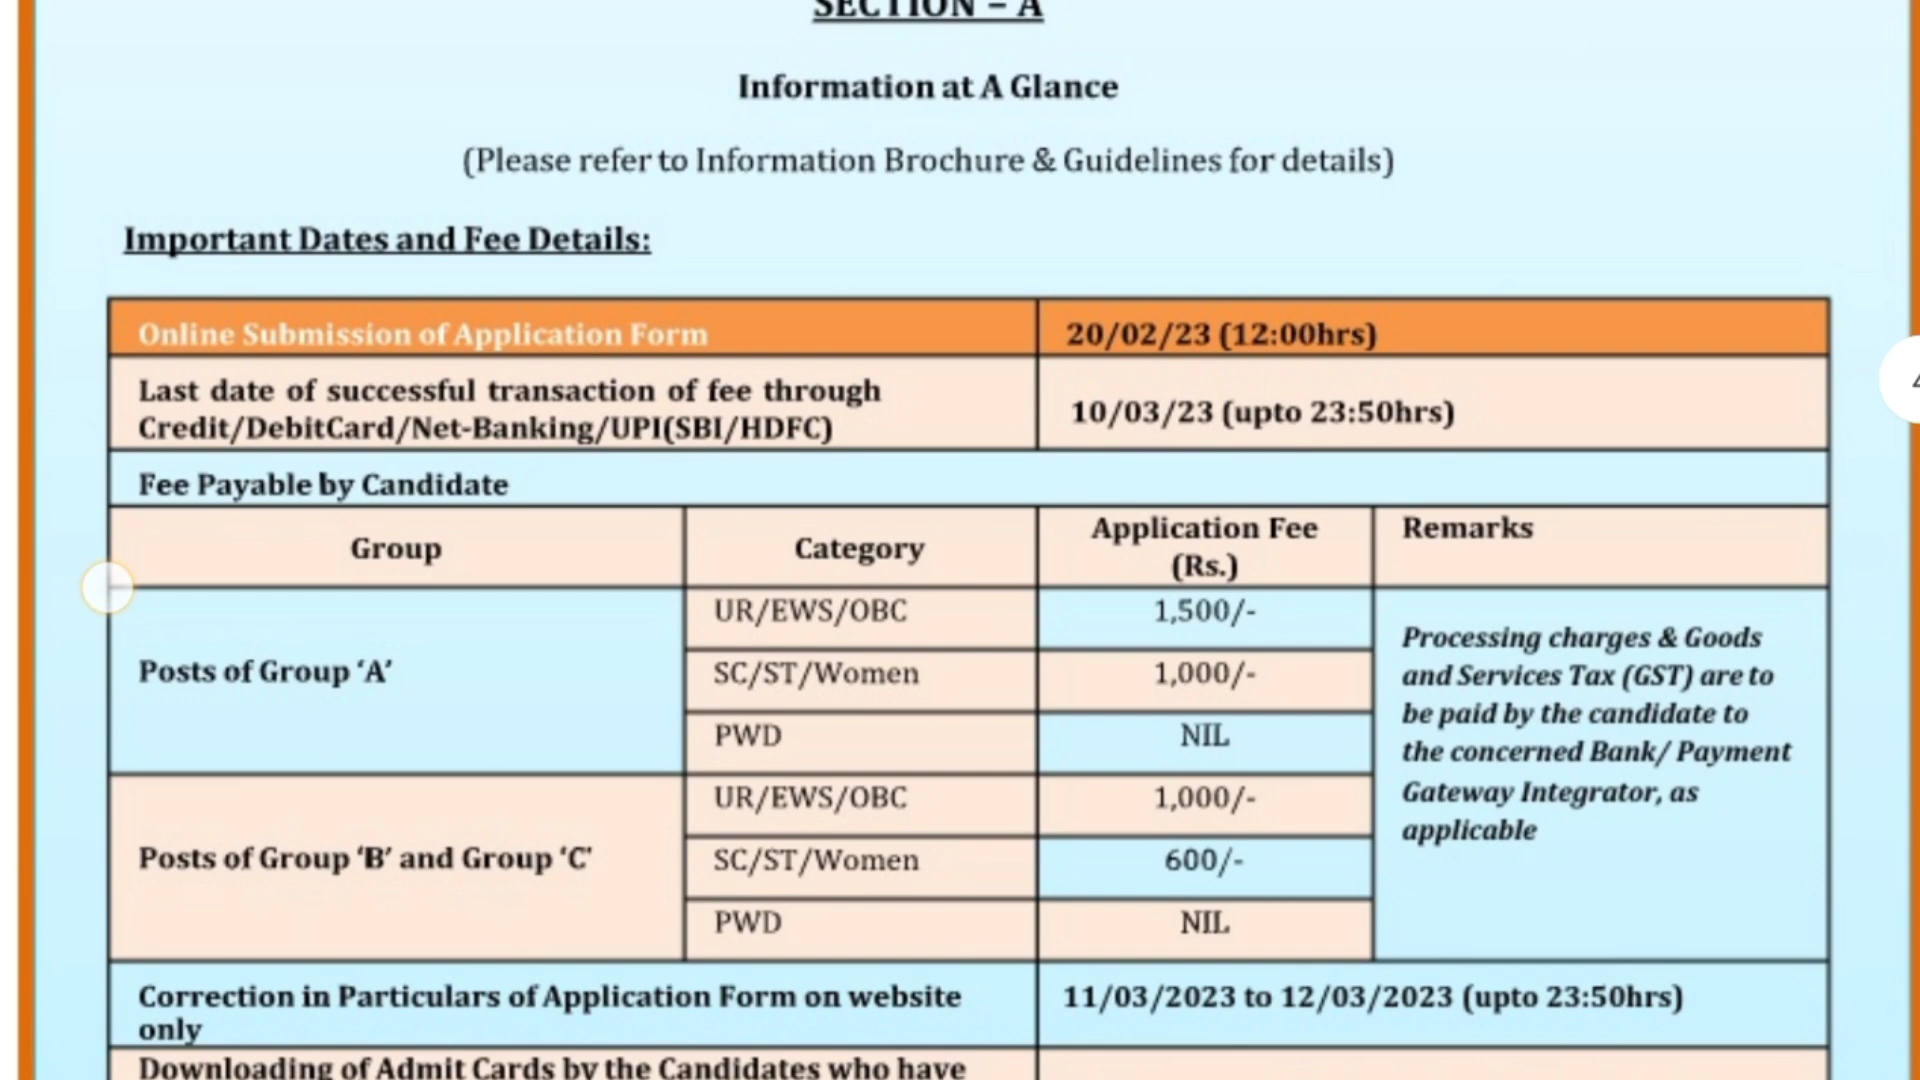 SECTION – A
Information at A Glance
(Please refer to Information Brochure & Guidelines for details)
Important Dates and Fee Details:
Online Submission of Application Form
20/02/23 (12:00hrs)
Last date of successful transaction of fee through
Credit/DebitCard/Net-Banking/UPI(SBI/HDFC)
10/03/23 (upto 23:50hrs)
Fee Payable by Candidate
Group
Category
Application Fee
(Rs.)
Remarks
Posts of Group ‘A’
UR/EWS/OBC
1,500/-
SC/ST/Women
1,000/-
PWD
NIL
Processing charges & Goods
and Services Tax (GST) are to
be paid by the candidate to
the concerned Bank/ Payment
Gateway Integrator, as
applicable
Posts of Group ‘B’ and Group ‘C’
UR/EWS/OBC
1,000/-
SC/ST/Women
600/-
PWD
NIL
Correction in Particulars of Application Form on website
only
11/03/2023 to 12/03/2023 (upto 23:50hrs)
Downloading of Admit Cards by the Candidates who have